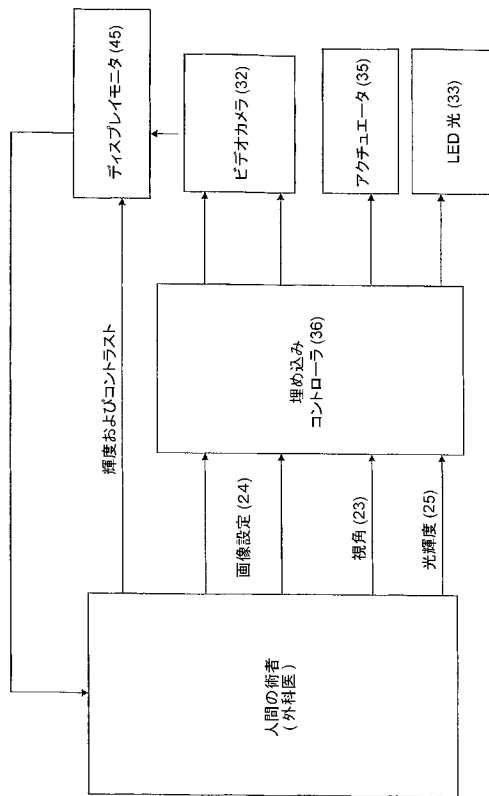 人間の術者
(外科医)
輝度およびコントラスト
画像設定 (24)
視角 (23)
光輝度 (25)
埋め込み
コントローラ (36)
ディスプレイモニタ (45)
ビデオカメラ (32)
アクチュエータ (35)
LED 光 (33)